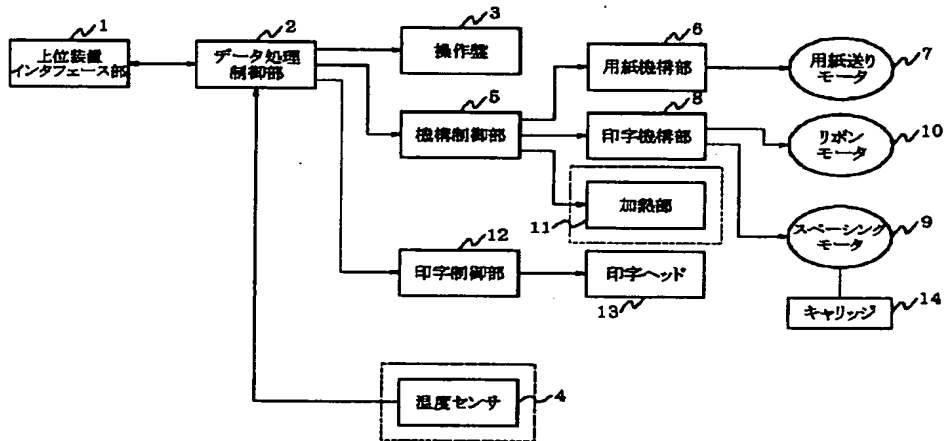 1
上位装置
インタフェース部
2
データ処理
制御部
3
操作盤
5
機構制御部
6
用紙機構部
7
用紙送り
モータ
8
印字機構部
10
リボン
モータ
11
加熱部
9
スペーシング
モータ
12
印字制御部
印字ヘッド
13
キャリッジ
14
温度センサ
4